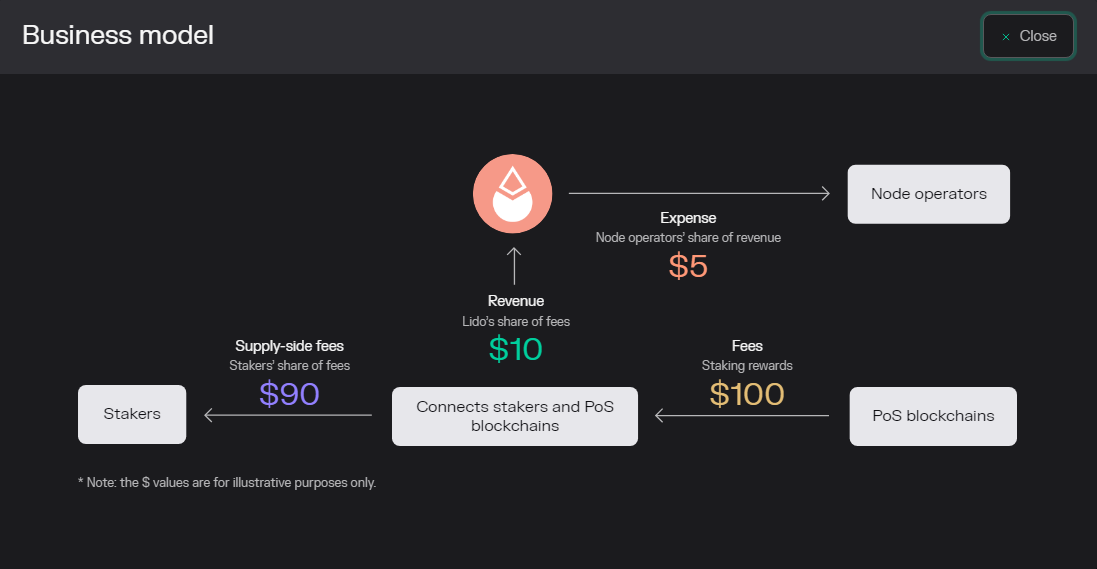 Business model
× Close
Node operators
Expense
Node operators' share of revenue
$5
Revenue
Lido's share of fees
$10
Supply-side fees
Stakers' share of fees
$90
Fees
Staking rewards
$100
Stakers
Connects stakers and PoS
blockchains
PoS blockchains
* Note: the $ values are for illustrative purposes only.